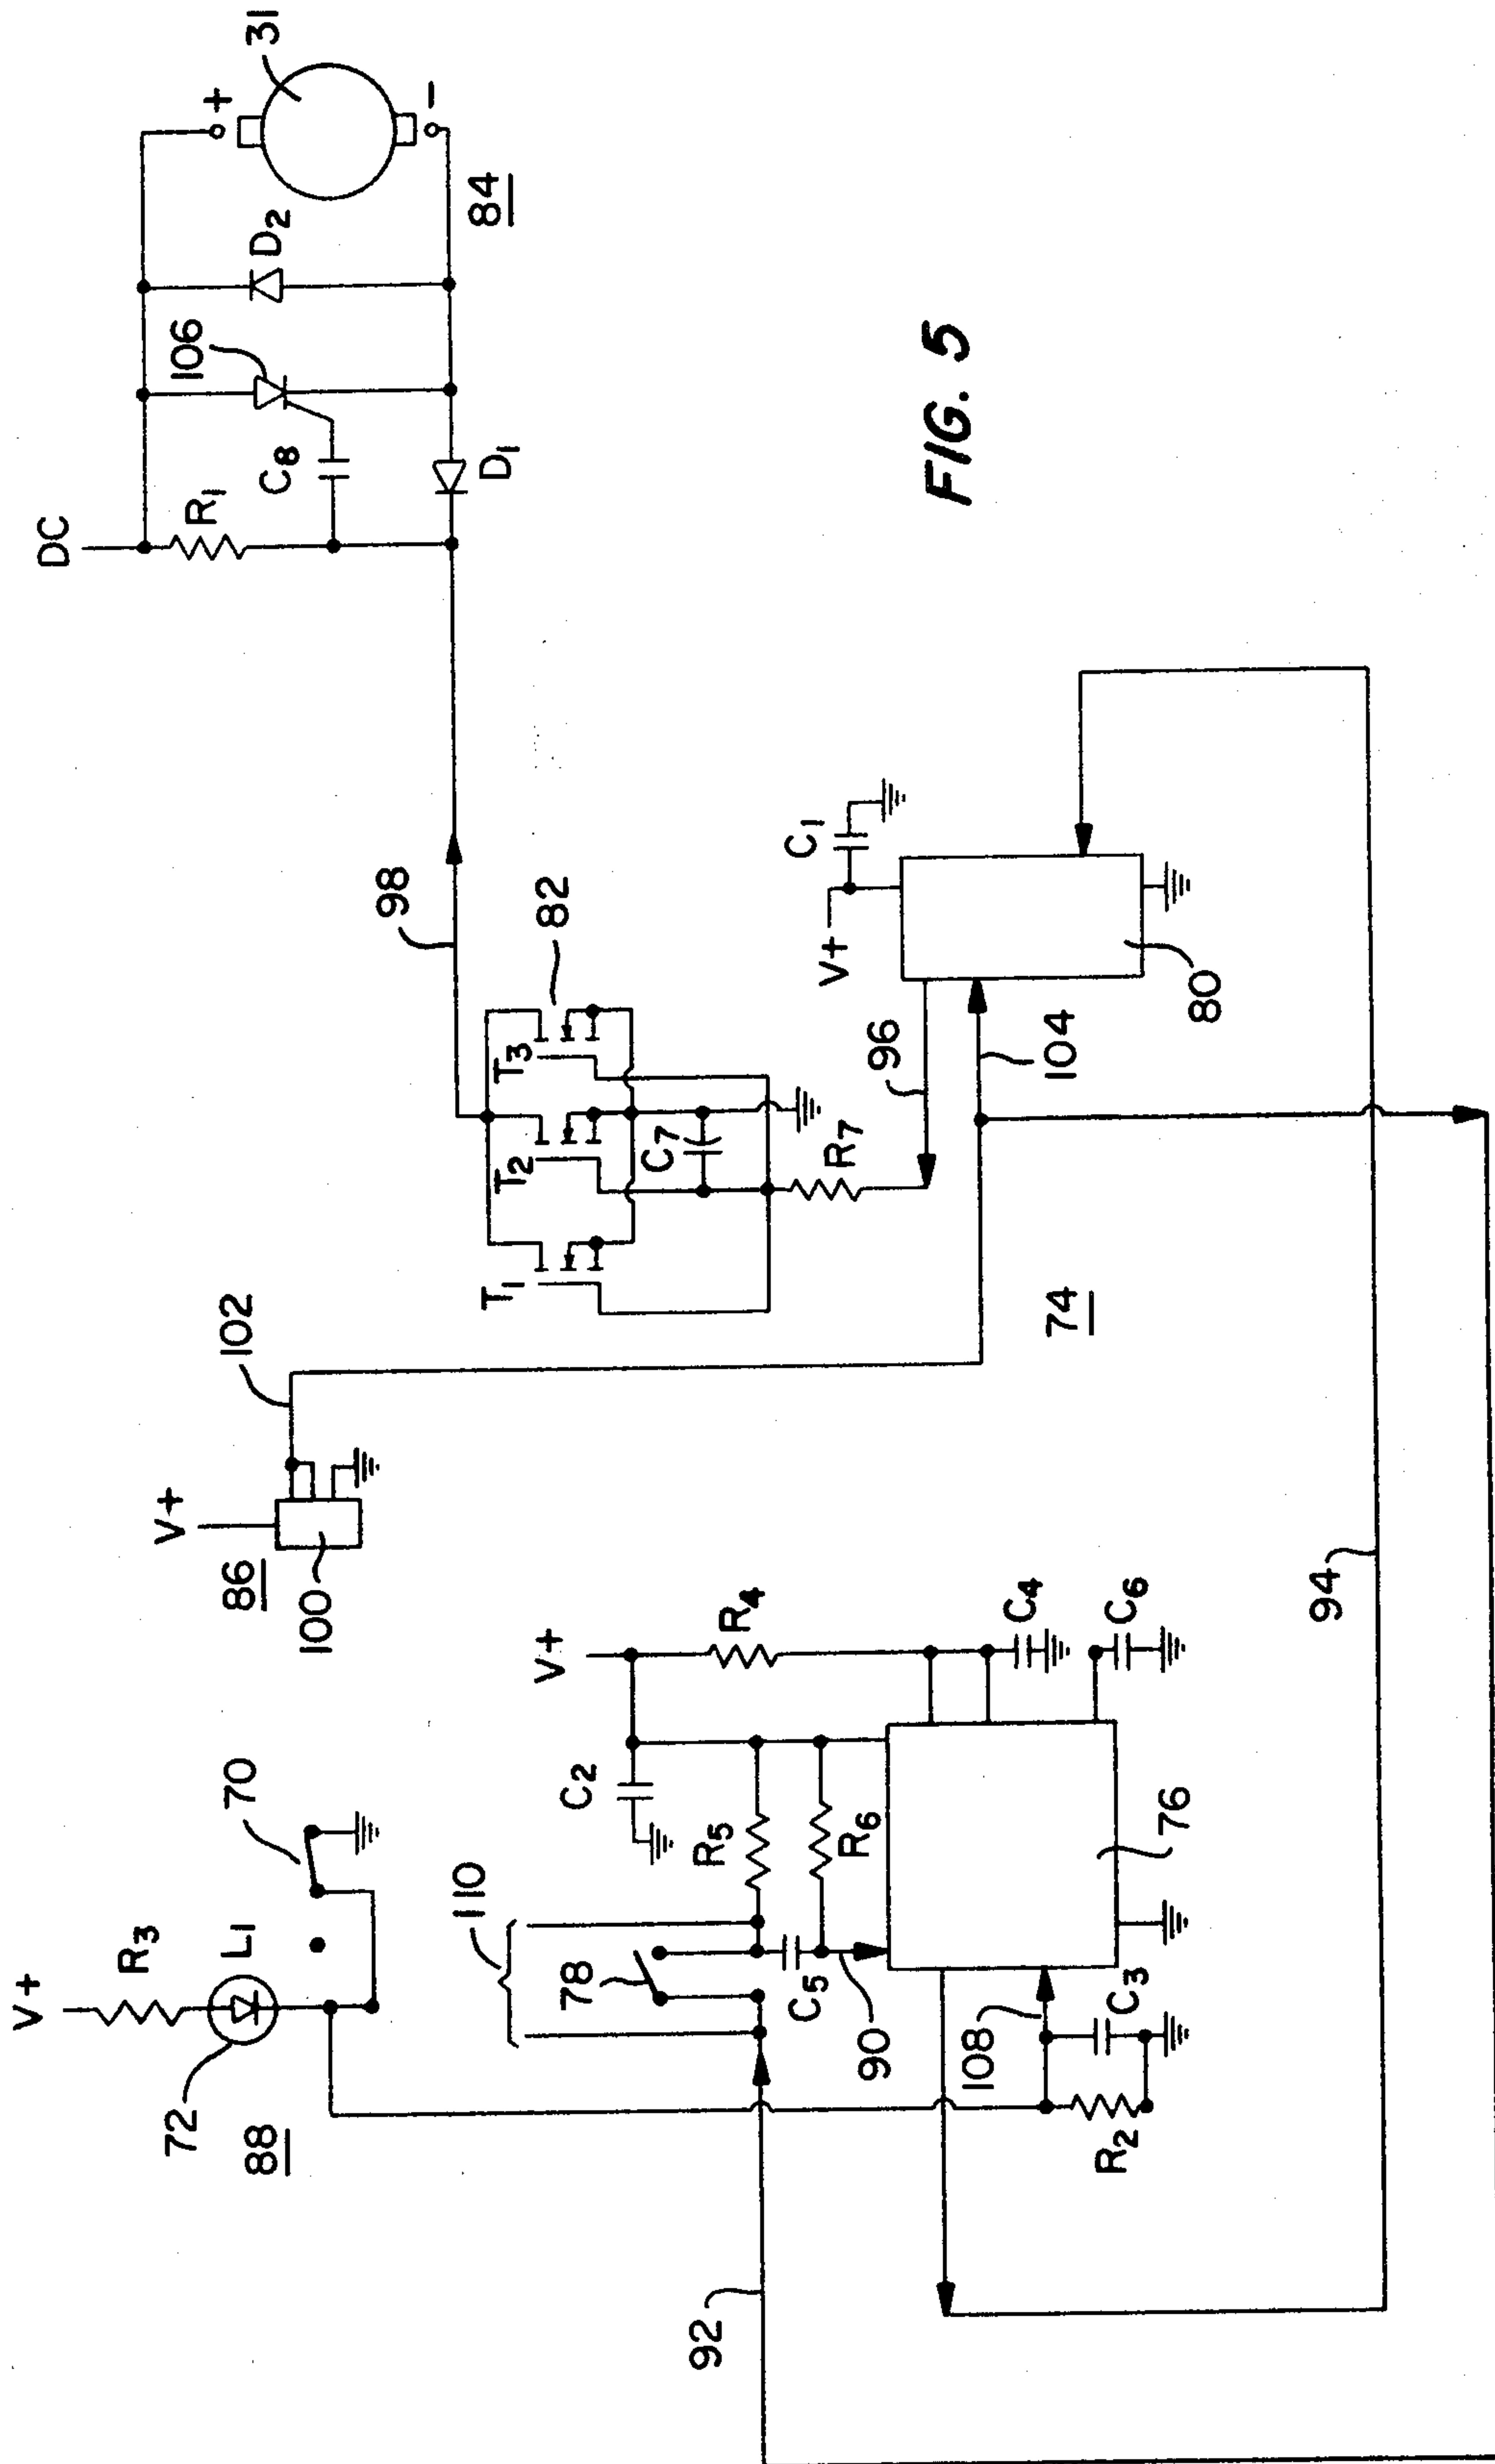 DC
R1
C8
106
D2
+
31
-
84
D1
98
FIG. 5
82
T1
T2
T3
C7
R7
96
V+
C1
104
80
74
V+
86
100
102
V+
R3
L1
72
88
70
V+
C2
R4
110
78
R5
R6
C5
90
92
108
C3
R2
76
C4
C6
94